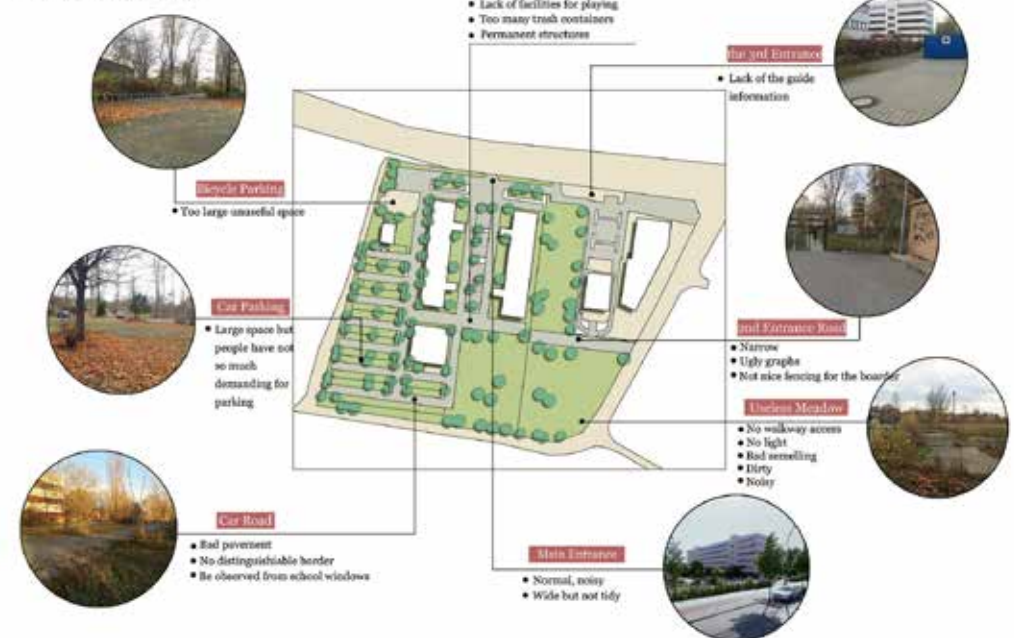 Lack of facilities for playing
• Too many trash containers
• Permanent structures
the 3rd Entrance
• Lack of the guide
information
Bicycle Parking
• Too large unaseful space
Car Parking
• Large space but
people have not
so much
demanding for
parking
2nd Entrance Road
• Narrow
• Ugly graphs
• Not nice fencing for the boarder
Useless Meadow
• No walkway access
• No light
• Bad semelling
• Dirty
• Noisy
Car Road
• Bad pavement
• No distinguishiable border
• Be observed from school windows
Main Entrance
• Normal, noisy
• Wide but not tidy